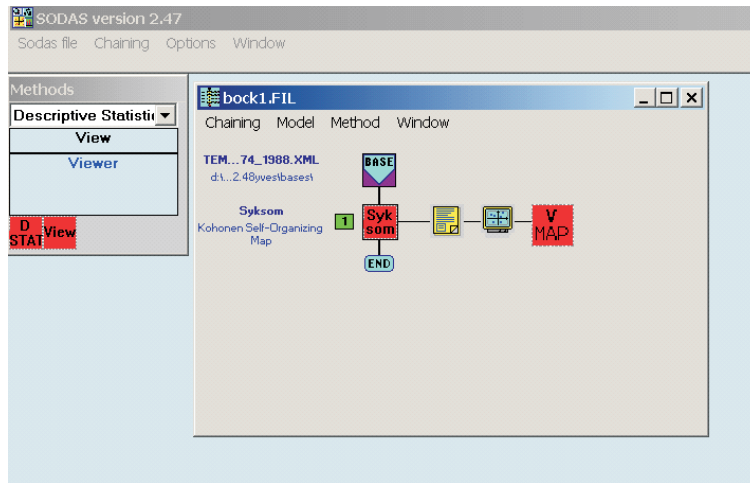 SODAS version 2.47
Sodas file Chaining Options Window
Methods
Descriptive Statistic
View
Viewer
D STAT View
bock1.FIL
Chaining Model Method Window
TEM...74_1988.XML
d:\...2.48yves\bases\
BASE
Syksom
Kohonen Self-Organizing
Map
1
Syk
som
V
MAP
END